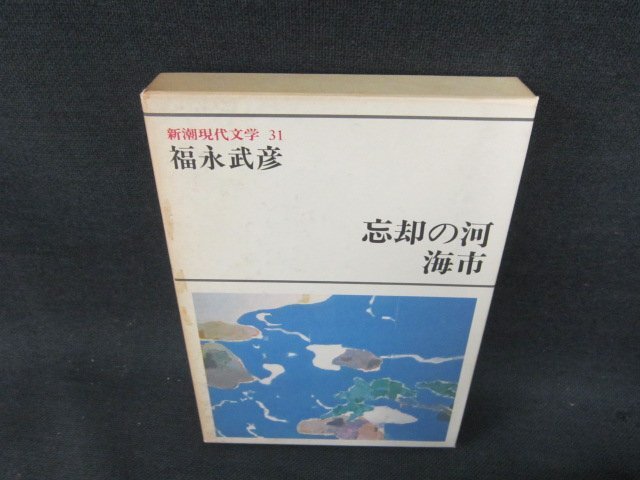 新潮現代文学 31
福永武彦
忘却の河
海市